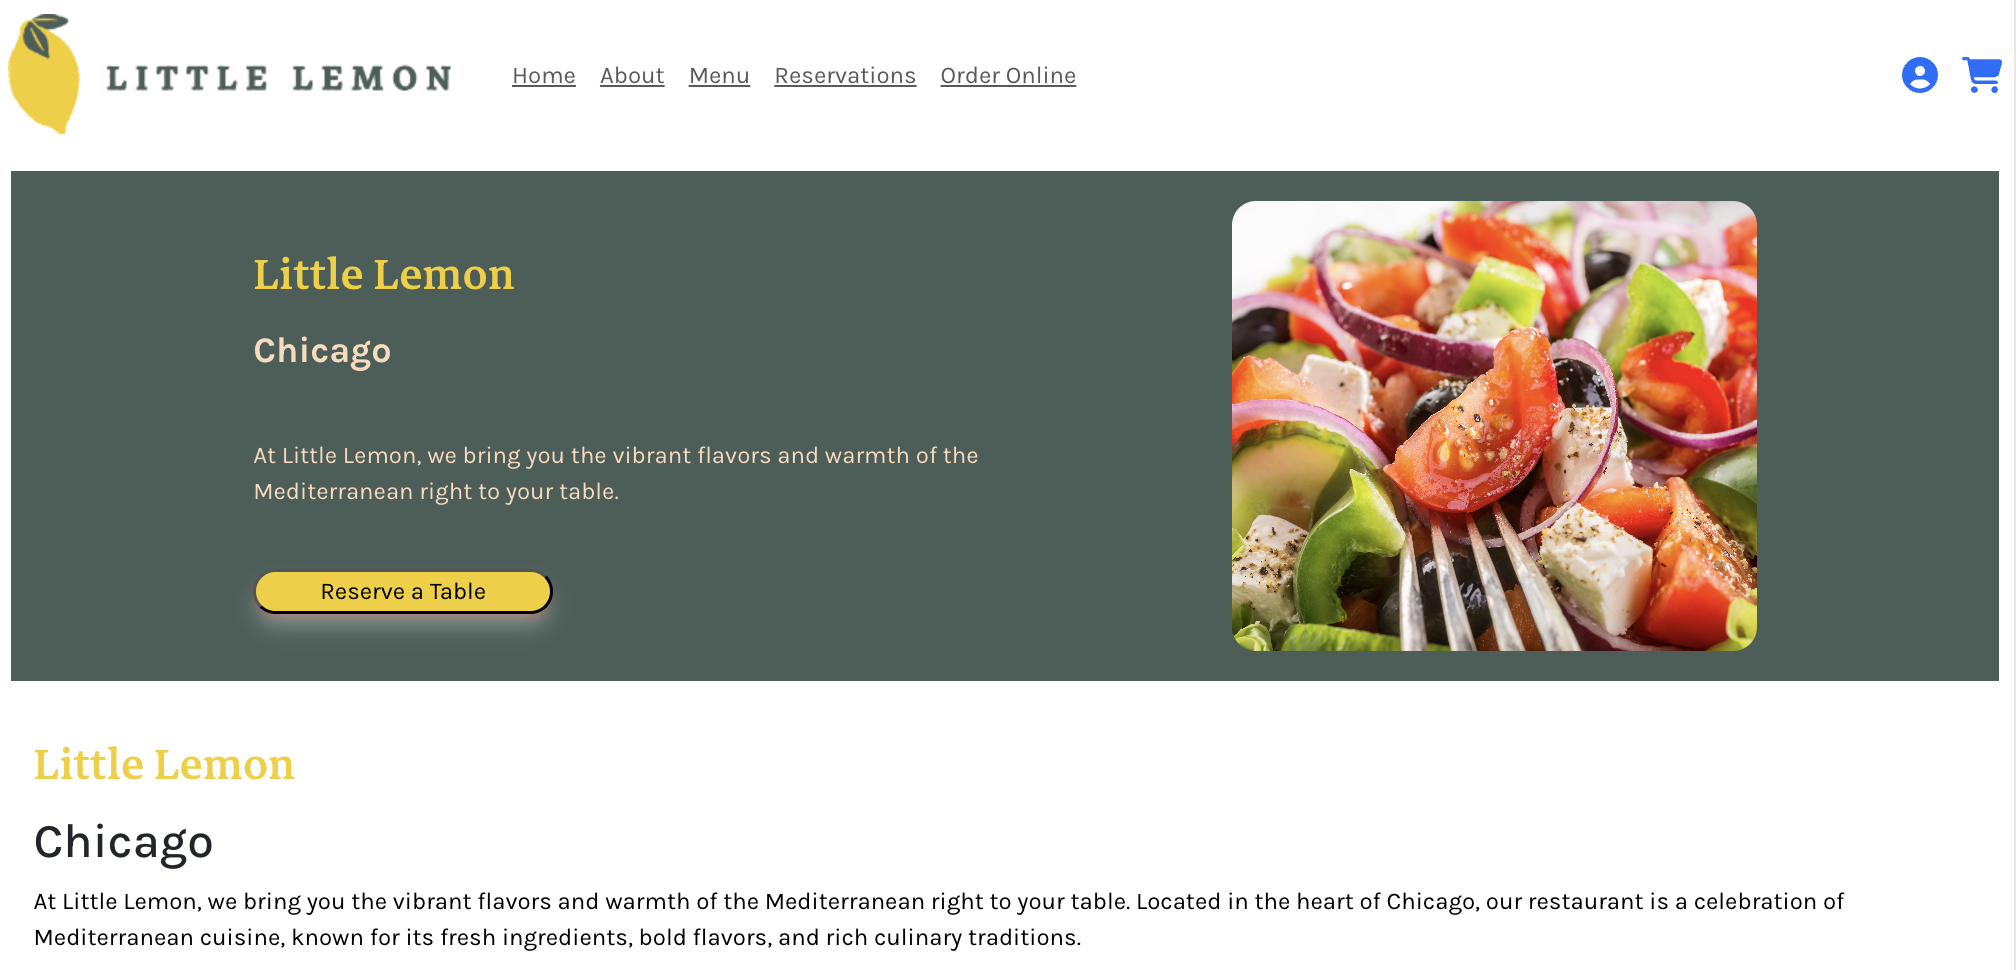 LITTLE LEMON
Home About Menu Reservations Order Online
Little Lemon
Chicago
At Little Lemon, we bring you the vibrant flavors and warmth of the
Mediterranean right to your table.
Reserve a Table
Little Lemon
Chicago
At Little Lemon, we bring you the vibrant flavors and warmth of the Mediterranean right to your table. Located in the heart of Chicago, our restaurant is a celebration of
Mediterranean cuisine, known for its fresh ingredients, bold flavors, and rich culinary traditions.